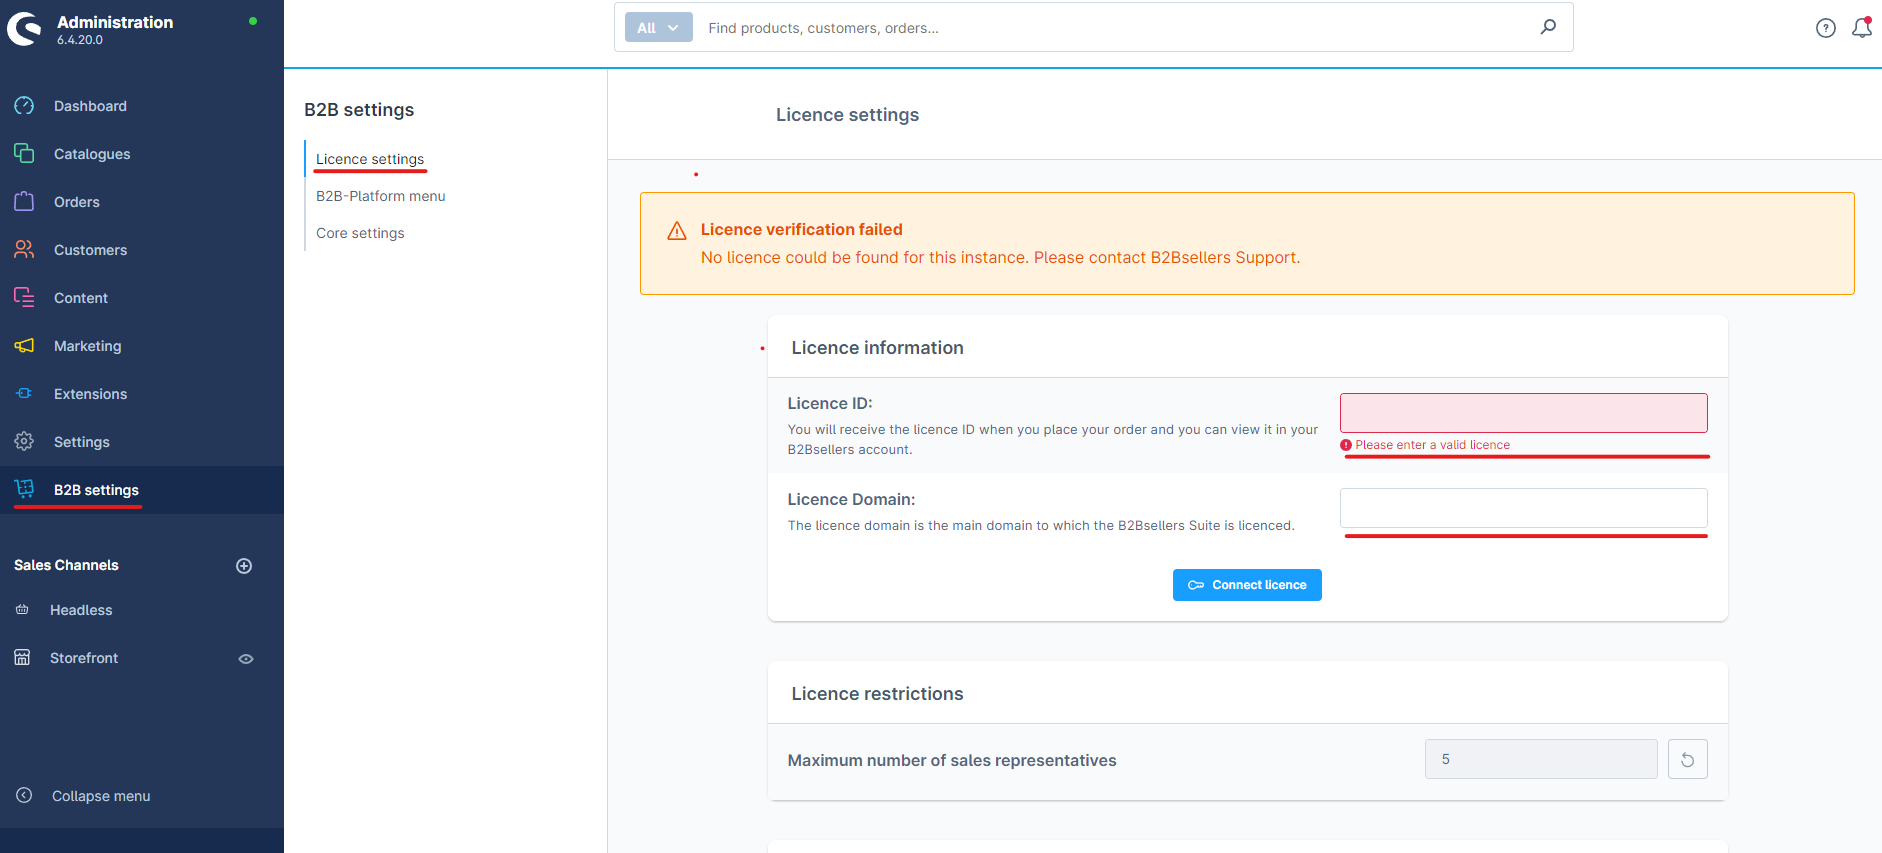 Administration
6.4.20.0
All
Find products, customers, orders...
Dashboard
Catalogues
Orders
Customers
Content
Marketing
Extensions
Settings
B2B settings
Sales Channels
Headless
Storefront
Collapse menu
B2B settings
Licence settings
B2B-Platform menu
Core settings
Licence settings
Licence verification failed
No licence could be found for this instance. Please contact B2Bsellers Support.
Licence information
Licence ID:
You will receive the licence ID when you place your order and you can view it in your
B2Bsellers account.
Please enter a valid licence
Licence Domain:
The licence domain is the main domain to which the B2Bsellers Suite is licenced.
Connect licence
Licence restrictions
Maximum number of sales representatives
5